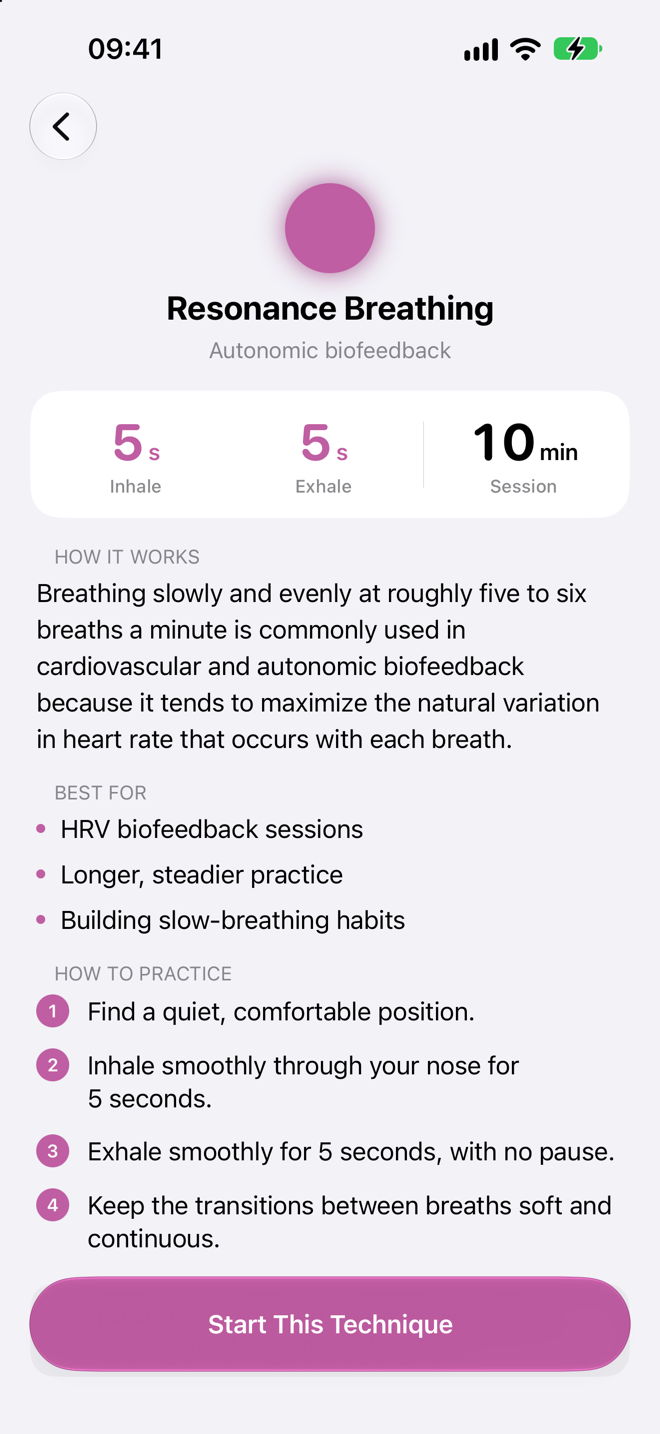 09:41
Resonance Breathing
Autonomic biofeedback
5 s
Inhale
5 s
Exhale
10 min
Session
HOW IT WORKS
Breathing slowly and evenly at roughly five to six
breaths a minute is commonly used in
cardiovascular and autonomic biofeedback
because it tends to maximize the natural variation
in heart rate that occurs with each breath.
BEST FOR
• HRV biofeedback sessions
• Longer, steadier practice
• Building slow-breathing habits
HOW TO PRACTICE
1 Find a quiet, comfortable position.
2 Inhale smoothly through your nose for
5 seconds.
3 Exhale smoothly for 5 seconds, with no pause.
4 Keep the transitions between breaths soft and
continuous.
Start This Technique